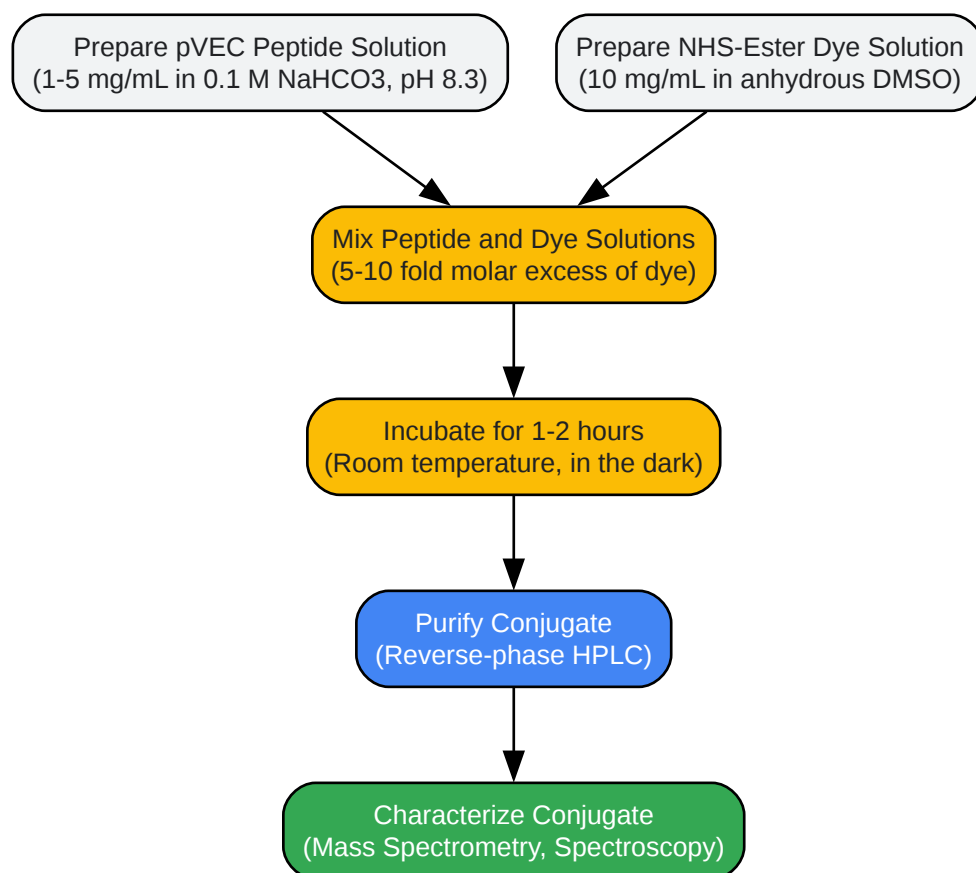 Prepare pVEC Peptide Solution
(1-5 mg/mL in 0.1 M NaHCO3, pH 8.3)
Prepare NHS-Ester Dye Solution
(10 mg/mL in anhydrous DMSO)
Mix Peptide and Dye Solutions
(5-10 fold molar excess of dye)
Incubate for 1-2 hours
(Room temperature, in the dark)
Purify Conjugate
(Reverse-phase HPLC)
Characterize Conjugate
(Mass Spectrometry, Spectroscopy)